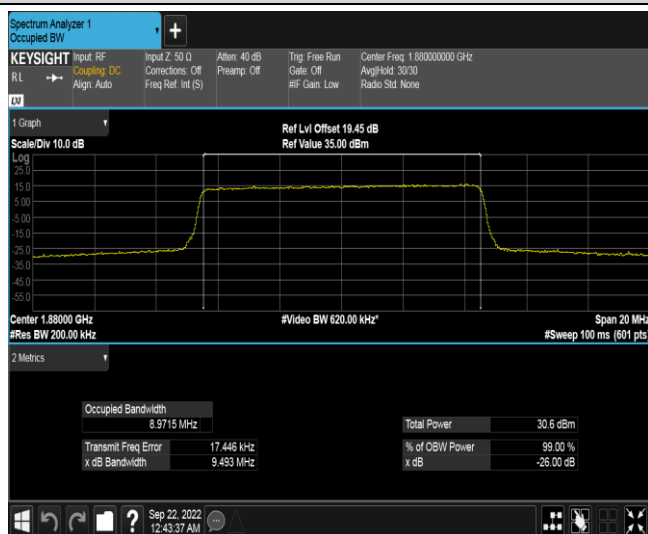 Spectrum Analyzer 1
Occupied BW
+
KEYSIGHT Input: RF Input Z: 50 Ω Atten: 40 dB Trig: Free Run Center Freq: 1.880000000 GHz
R L Coupling: DC Corrections: Off Preamp: Off Gate: Off Avg|Hold: 30/30
Align: Auto Freq Ref: Int (S) #IF Gain: Low Radio Std: None
LXI
1 Graph
Ref Lvl Offset 19.45 dB
Scale/Div 10.0 dB Ref Value 35.00 dBm
Log
25.0
15.0
5.00
-5.00
-15.0
-25.0
-35.0
-45.0
-55.0
Center 1.88000 GHz #Video BW 620.00 kHz* Span 20 MHz
#Res BW 200.00 kHz #Sweep 100 ms (601 pts)
2 Metrics
Occupied Bandwidth
8.9715 MHz Total Power 30.6 dBm
Transmit Freq Error 17.446 kHz % of OBW Power 99.00 %
x dB Bandwidth 9.493 MHz x dB -26.00 dB
? Sep 22, 2022
12:43:37 AM